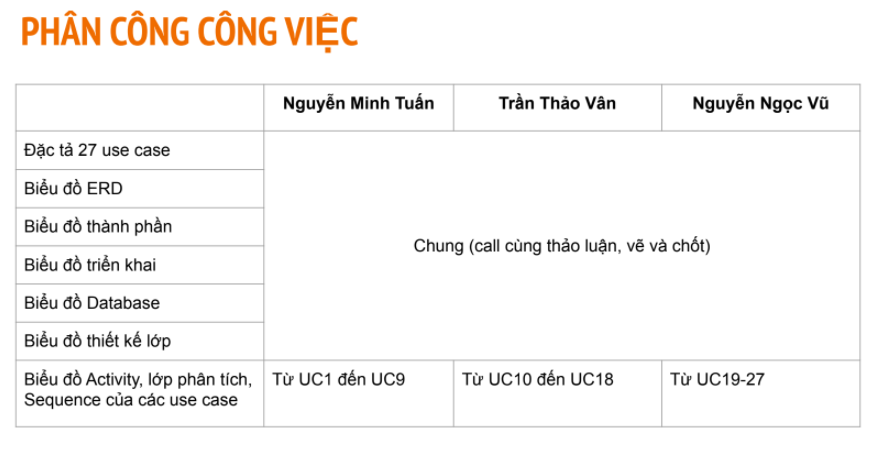 PHÂN CÔNG CÔNG VIỆC
Nguyễn Minh Tuấn
Trần Thảo Vân
Nguyễn Ngọc Vũ
Đặc tả 27 use case
Biểu đồ ERD
Biểu đồ thành phần
Biểu đồ triển khai
Biểu đồ Database
Biểu đồ thiết kế lớp
Chung (call cùng thảo luận, vẽ và chốt)
Biểu đồ Activity, lớp phân tích,
Sequence của các use case
Từ UC1 đến UC9
Từ UC10 đến UC18
Từ UC19-27